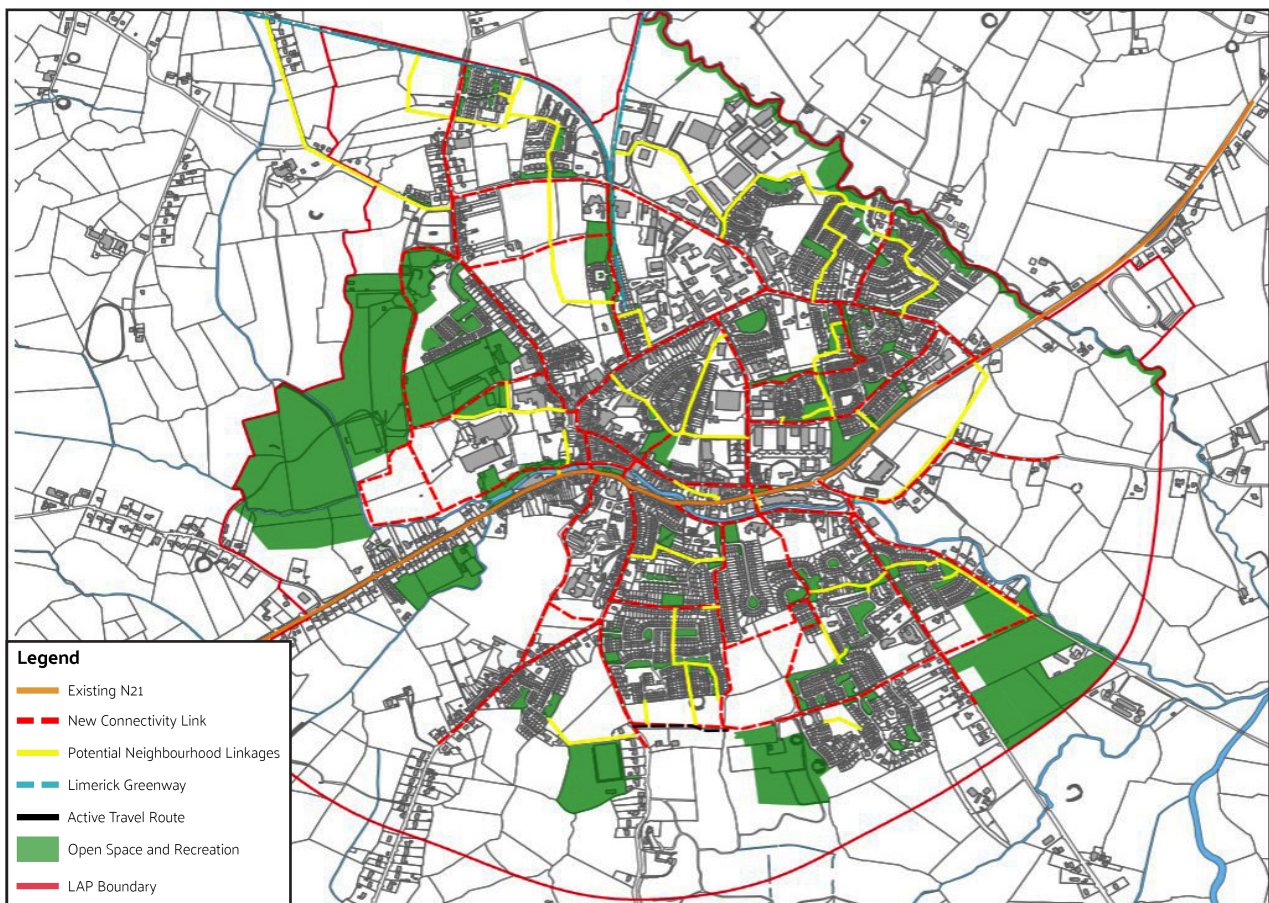 Legend
Existing N21
New Connectivity Link
Potential Neighbourhood Linkages
Limerick Greenway
Active Travel Route
Open Space and Recreation
LAP Boundary